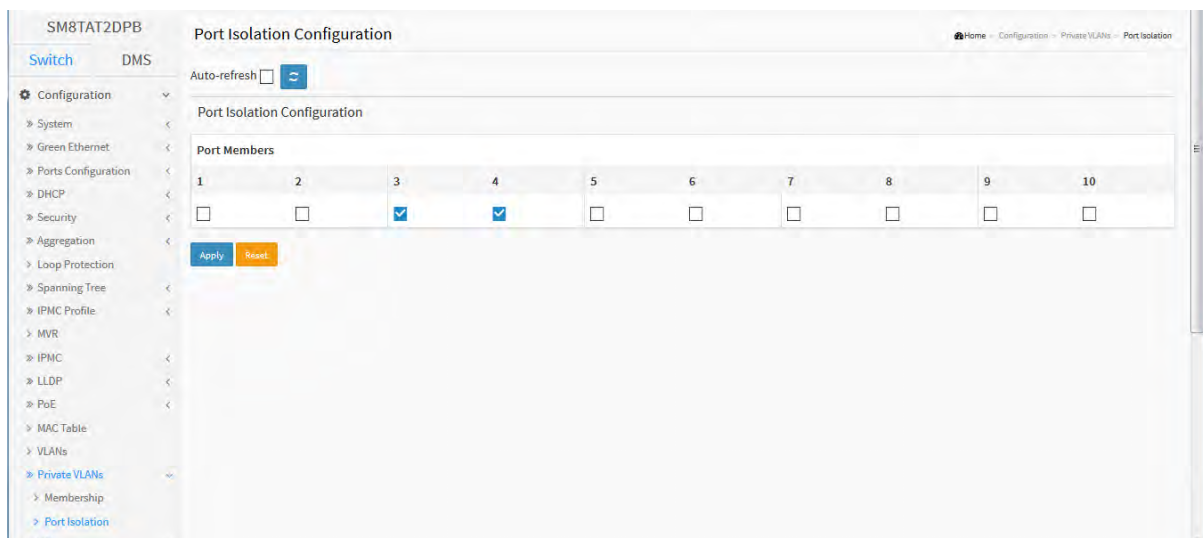 SM8TAT2DPB
Switch DMS
Configuration
System
Green Ethernet
Ports Configuration
DHCP
Security
Aggregation
Loop Protection
Spanning Tree
IPMC Profile
MVR
IPMC
LLDP
PoE
MAC Table
VLANs
Private VLANs
Membership
Port Isolation
Port Isolation Configuration
Home - Configuration - Private VLANs - Port Isolation
Auto-refresh
Port Isolation Configuration
Port Members
1 2 3 4 5 6 7 8 9 10
Apply Reset